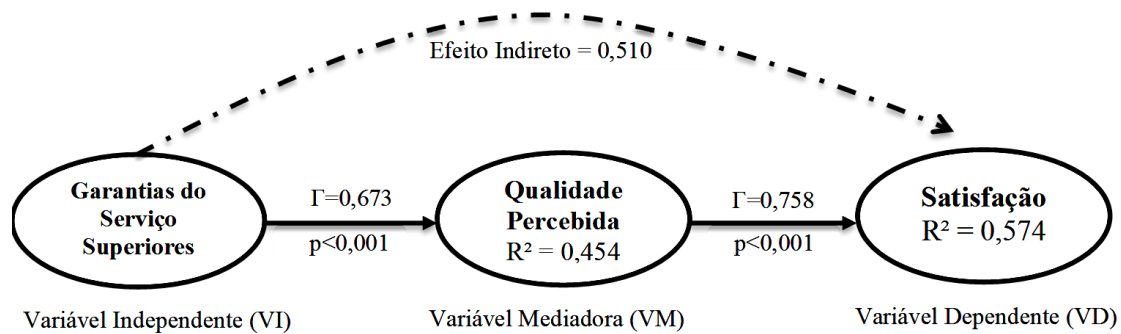 Efeito Indireto = 0,510
Garantias do
Serviço
Superiores
Γ=0,673
p<0,001
Qualidade
Percebida
R² = 0,454
Γ=0,758
p<0,001
Satisfação
R² = 0,574
Variável Independente (VI)
Variável Mediadora (VM)
Variável Dependente (VD)